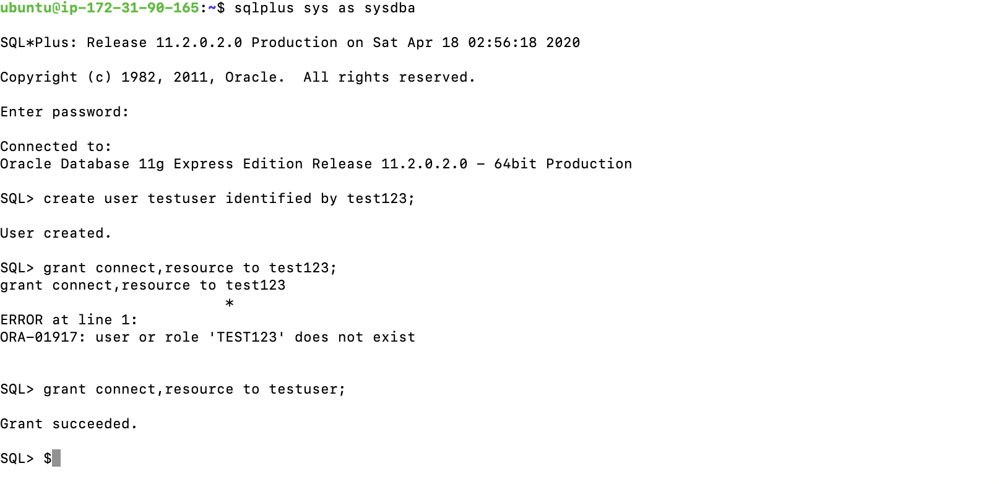 ubuntu@ip-172-31-90-165:~$ sqlplus sys as sysdba
SQL*Plus: Release 11.2.0.2.0 Production on Sat Apr 18 02:56:18 2020
Copyright (c) 1982, 2011, Oracle.  All rights reserved.
Enter password:
Connected to:
Oracle Database 11g Express Edition Release 11.2.0.2.0 - 64bit Production
SQL> create user testuser identified by test123;
User created.
SQL> grant connect,resource to test123;
grant connect,resource to test123
*
ERROR at line 1:
ORA-01917: user or role 'TEST123' does not exist
SQL> grant connect,resource to testuser;
Grant succeeded.
SQL> $